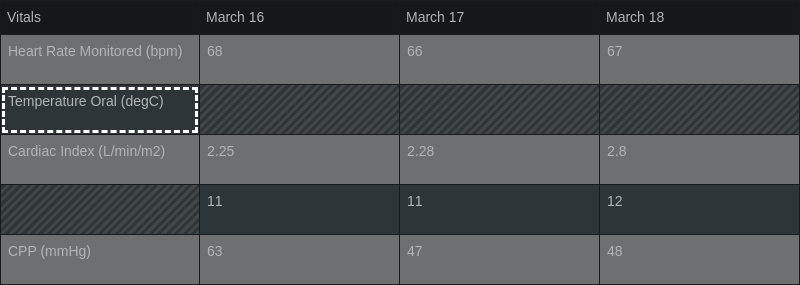 Vitals March 16 March 17 March 18
Heart Rate Monitored (bpm) 68 66 67
Temperature Oral (degC)
Cardiac Index (L/min/m2) 2.25 2.28 2.8
11 11 12
CPP (mmHg) 63 47 48